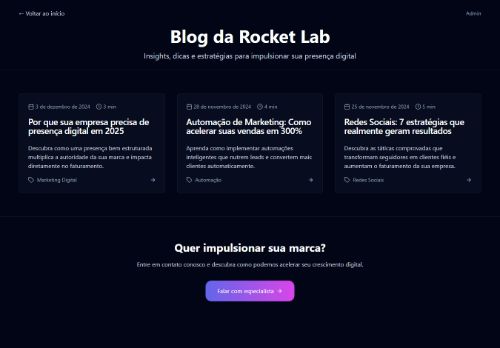 ← Voltar ao início
Admin
Blog da Rocket Lab
Insights, dicas e estratégias para impulsionar sua presença digital
3 de dezembro de 2024 3 min
Por que sua empresa precisa de
presença digital em 2025
Descubra como uma presença bem estruturada
multiplica a autoridade da sua marca e impacta
diretamente no faturamento.
Marketing Digital →
28 de novembro de 2024 4 min
Automação de Marketing: Como
acelerar suas vendas em 300%
Aprenda como implementar automações
inteligentes que nutrem leads e convertem mais
clientes automaticamente.
Automação →
25 de novembro de 2024 5 min
Redes Sociais: 7 estratégias que
realmente geram resultados
Descubra as táticas comprovadas que
transformam seguidores em clientes fiéis e
aumentam o faturamento da sua empresa.
Redes Sociais →
Quer impulsionar sua marca?
Entre em contato conosco e descubra como podemos acelerar seu crescimento digital.
Falar com especialista →